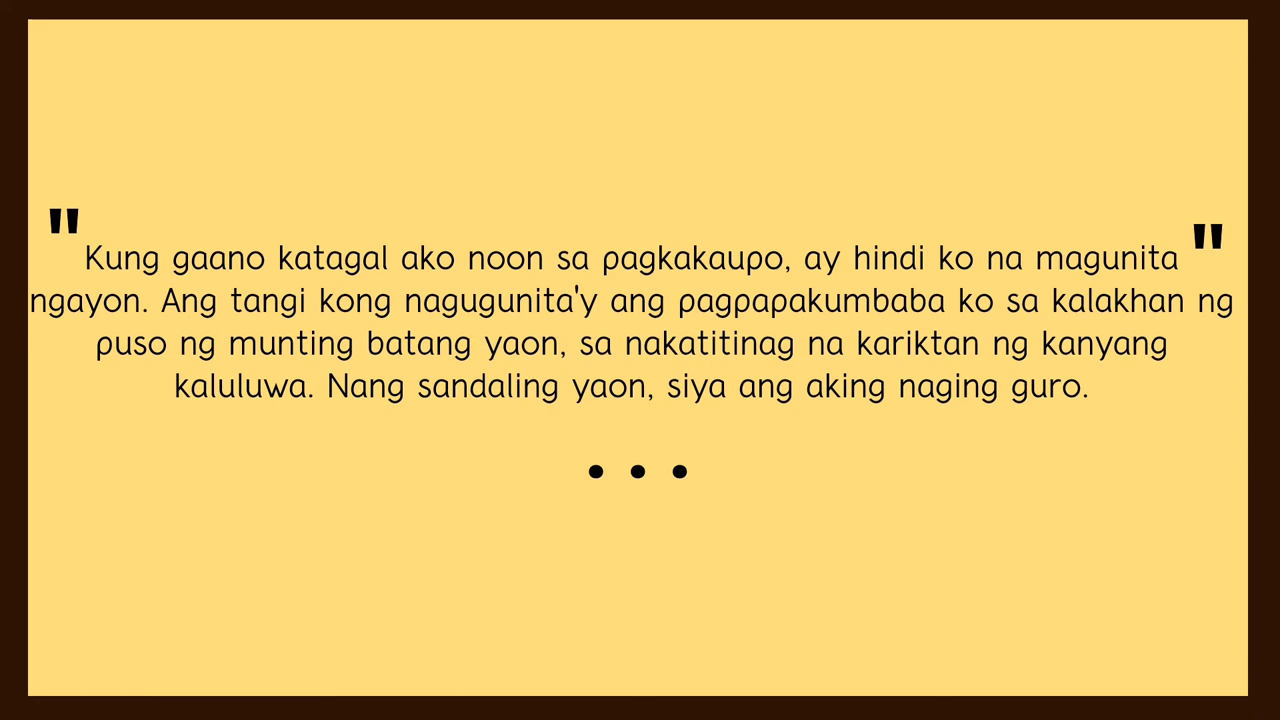 "Kung gaano katagal ako noon sa pagkakaupo, ay hindi ko na magunita"
ngayon. Ang tangi kong nagugunita'y ang pagpapakumbaba ko sa kalakhan ng
puso ng munting batang yaon, sa nakatitinag na kariktan ng kanyang
kaluluwa. Nang sandaling yaon, siya ang aking naging guro.
• • •